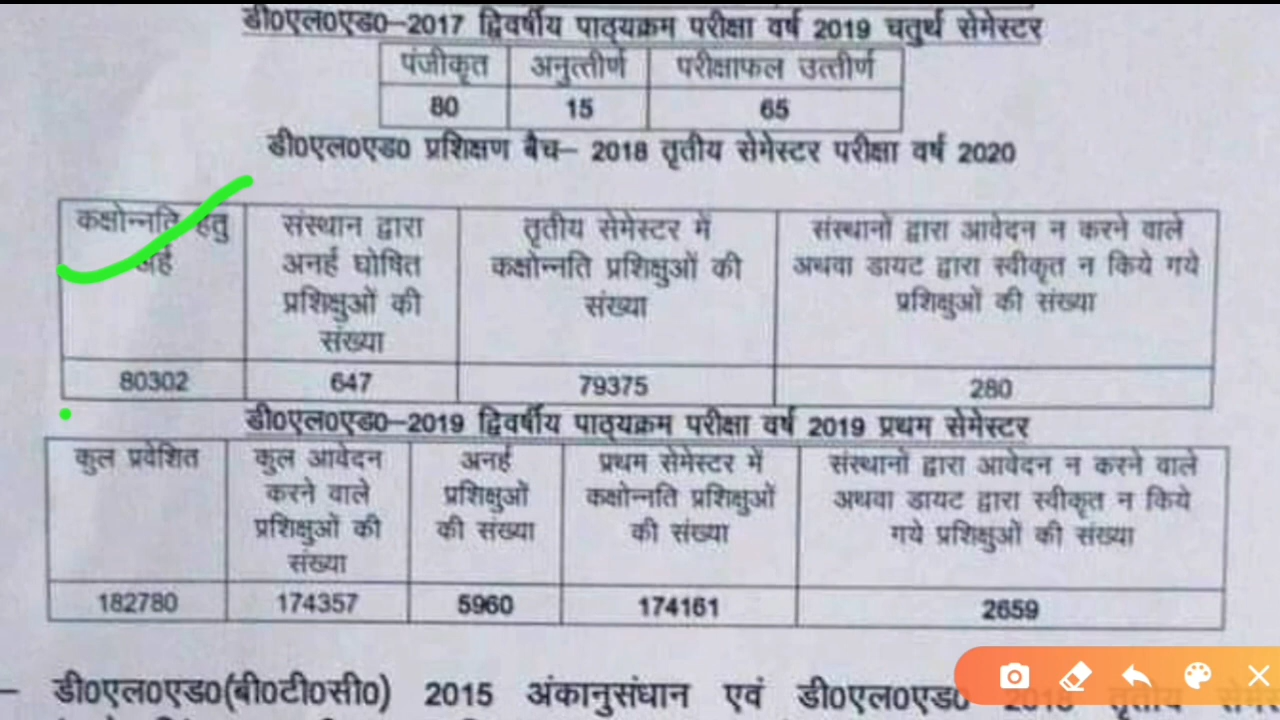 डी0एल0एड0–2017 द्विवर्षीय पाठ्यक्रम परीक्षा वर्ष 2019 चतुर्थ सेमेस्टर
पंजीकृत अनुत्तीर्ण परीक्षाफल उत्तीर्ण
80 15 65
डी0एल0एड0 प्रशिक्षण बैच– 2018 तृतीय सेमेस्टर परीक्षा वर्ष 2020
कक्षोन्नति हेतु
अर्ह
संस्थान द्वारा
अनर्ह घोषित
प्रशिक्षुओं की
संख्या
तृतीय सेमेस्टर में
कक्षोन्नति प्रशिक्षुओं की
संख्या
संस्थानों द्वारा आवेदन न करने वाले
अथवा डायट द्वारा स्वीकृत न किये गये
प्रशिक्षुओं की संख्या
80302 647 79375 280
डी0एल0एड0–2019 द्विवर्षीय पाठ्यक्रम परीक्षा वर्ष 2019 प्रथम सेमेस्टर
कुल प्रवेशित
कुल आवेदन
करने वाले
प्रशिक्षुओं की
संख्या
अनर्ह
प्रशिक्षुओं
की संख्या
प्रथम सेमेस्टर में
कक्षोन्नति प्रशिक्षुओं
की संख्या
संस्थानों द्वारा आवेदन न करने वाले
अथवा डायट द्वारा स्वीकृत न किये
गये प्रशिक्षुओं की संख्या
182780 174357 5960 174161 2659
– डी0एल0एड0(बी0टी0सी0) 2015 अंकानुसंधान एवं डी0एल0एड0 2018 तृतीय